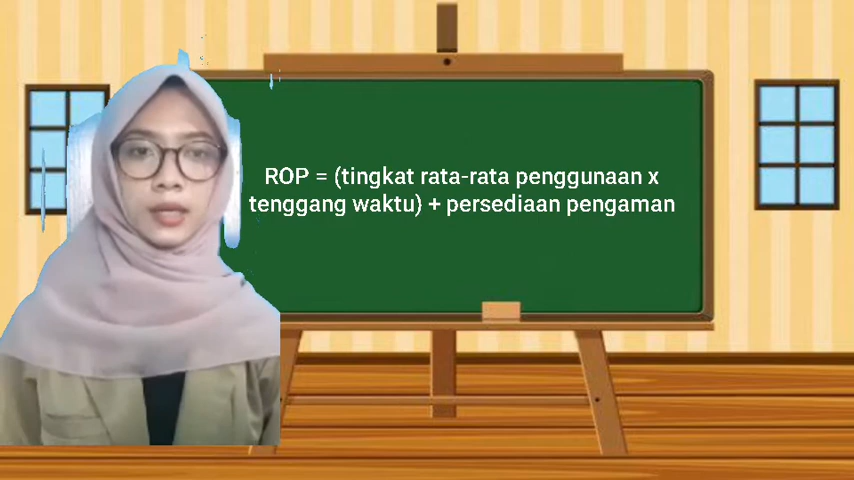 ROP = (tingkat rata-rata penggunaan x
tenggang waktu) + persediaan pengaman